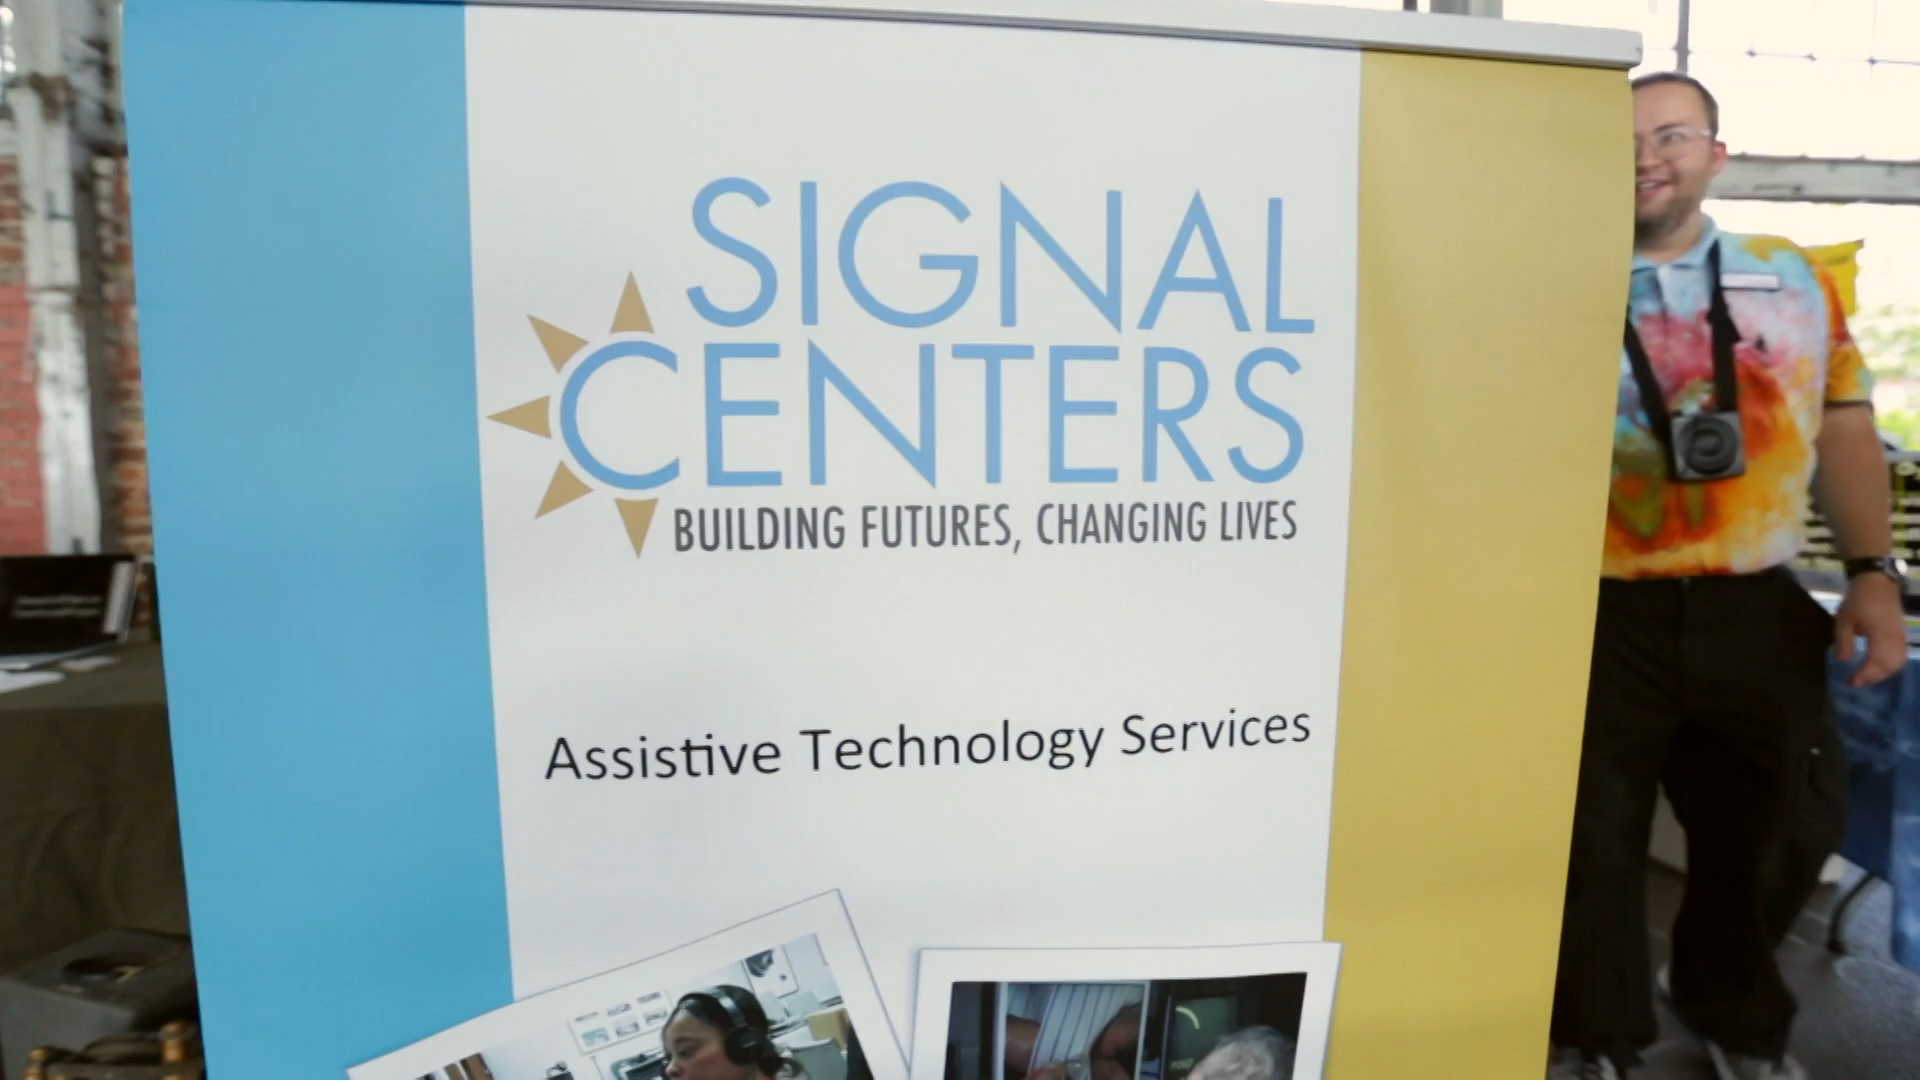 SIGNAL
CENTERS
BUILDING FUTURES, CHANGING LIVES
Assistive Technology Services